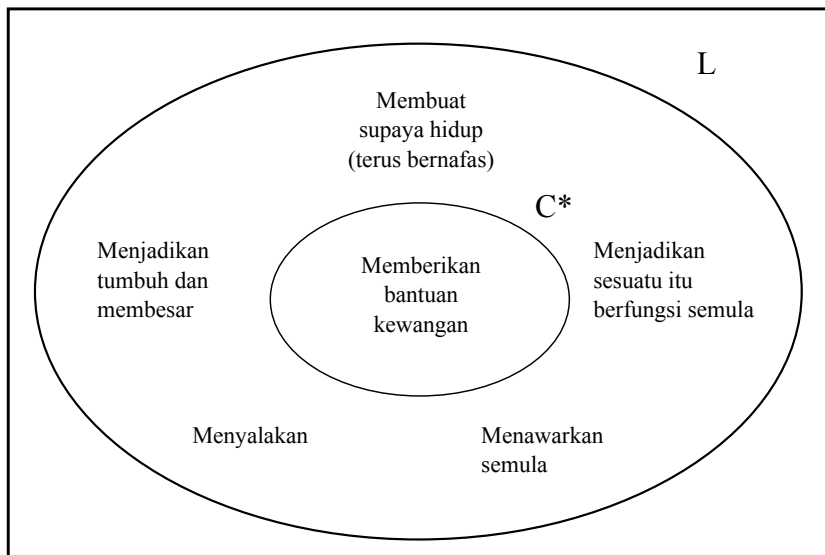 L
Membuat
supaya hidup
(terus bernafas)
C*
Menjadikan
tumbuh dan
membesar
Memberikan
bantuan
kewangan
Menjadikan
sesuatu itu
berfungsi semula
Menyalakan
Menawarkan
semula